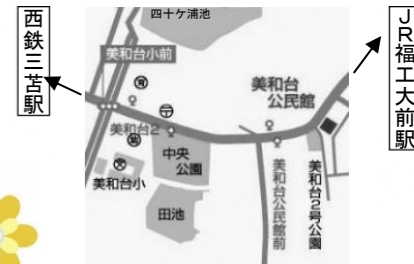 西鉄三苫駅
四十ケ浦池
JR福工大前駅
美和台小前
美和台
公民館
美和台2
中央
公園
美和台小
田池
美和台公民館前
美和台2号公園